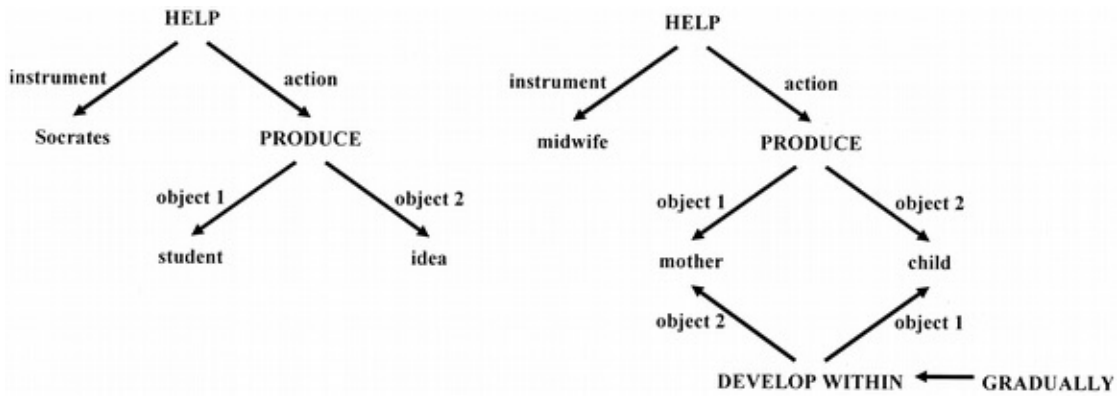 HELP
instrument
action
Socrates
PRODUCE
object 1
object 2
student
idea
HELP
instrument
action
midwife
PRODUCE
object 1
object 2
mother
child
object 2
object 1
DEVELOP WITHIN
GRADUALLY